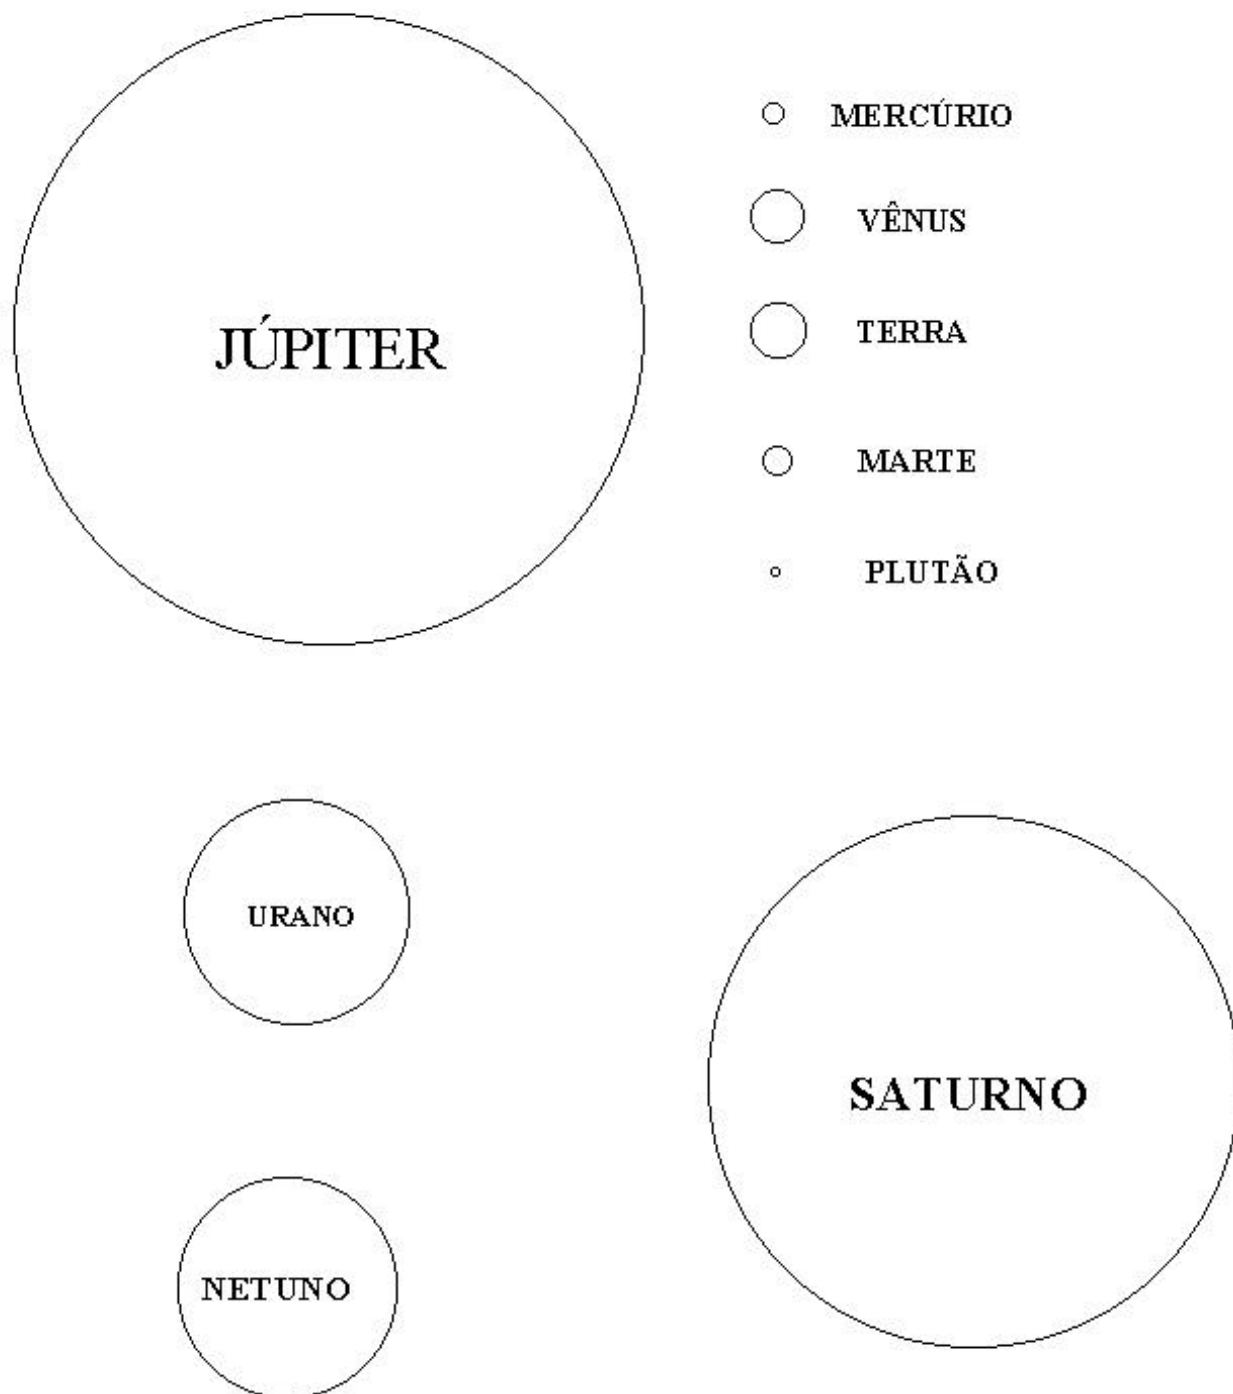 MERCÚRIO
VÊNUS
JÚPITER
TERRA
MARTE
PLUTÃO
URANO
SATURNO
NETUNO